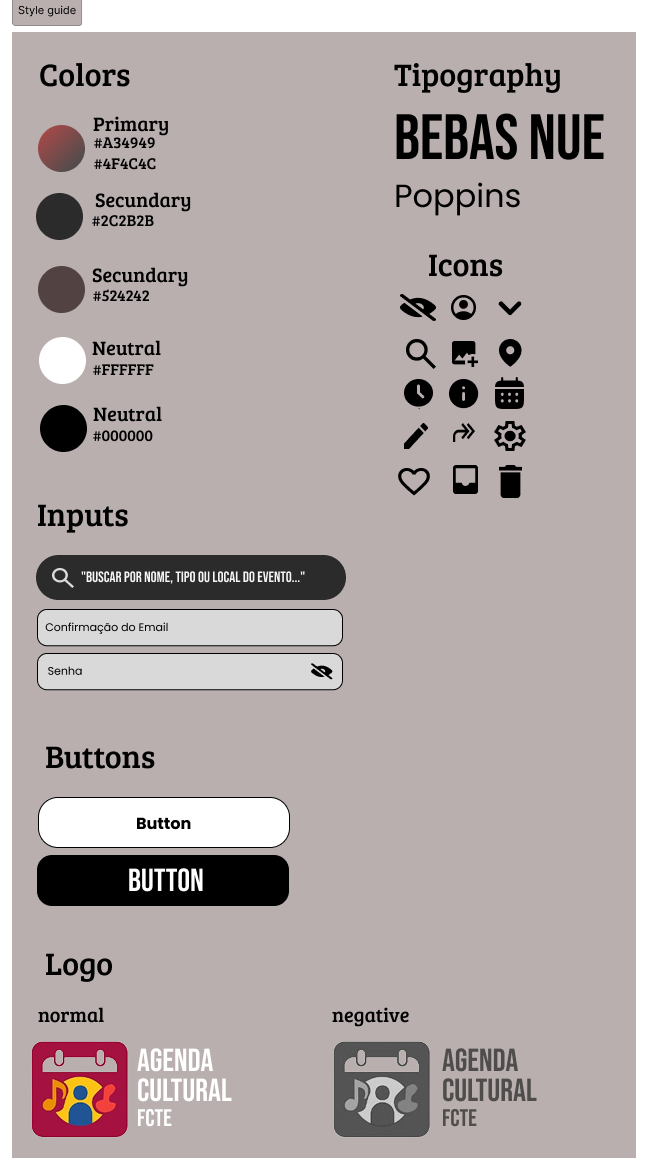 Style guide
Colors
Primary
#A34949
#4F4C4C
Secundary
#2C2B2B
Secundary
#524242
Neutral
#FFFFFF
Neutral
#000000
Tipography
BEBAS NUE
Poppins
Icons
Inputs
"BUSCAR POR NOME, TIPO OU LOCAL DO EVENTO..."
Confirmação do Email
Senha
Buttons
Button
BUTTON
Logo
normal
AGENDA
CULTURAL
FCTE
negative
AGENDA
CULTURAL
FCTE